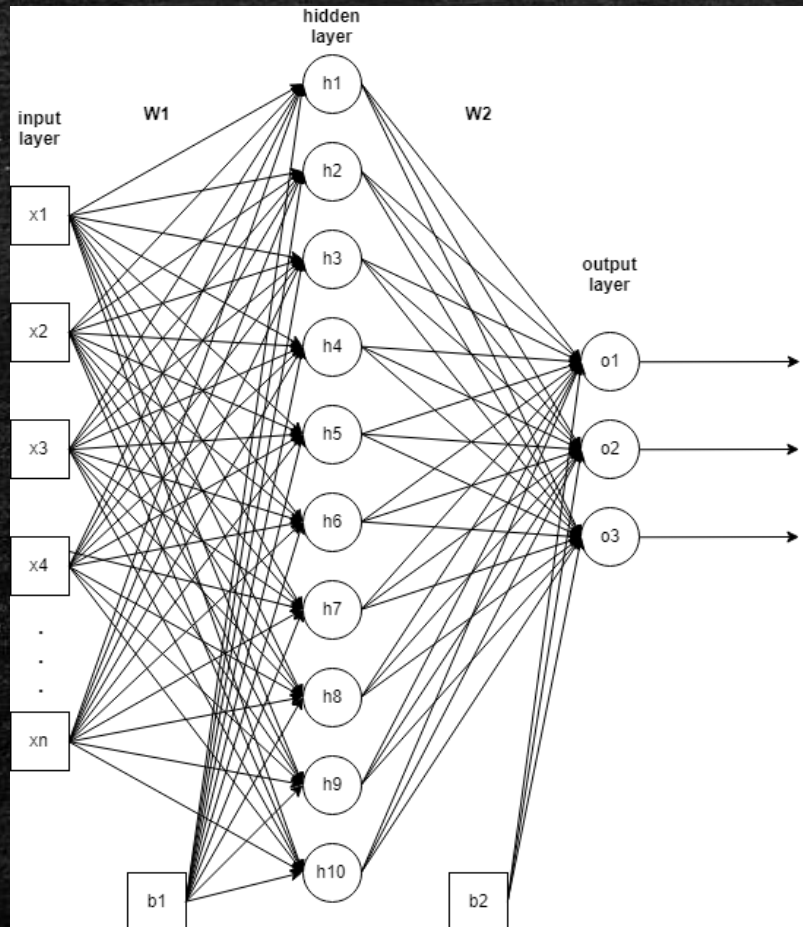 hidden
layer
input
layer
W1
W2
h1
h2
h3
h4
h5
h6
h7
h8
h9
h10
x1
x2
x3
x4
.
.
.
xn
output
layer
o1
o2
o3
b1
b2